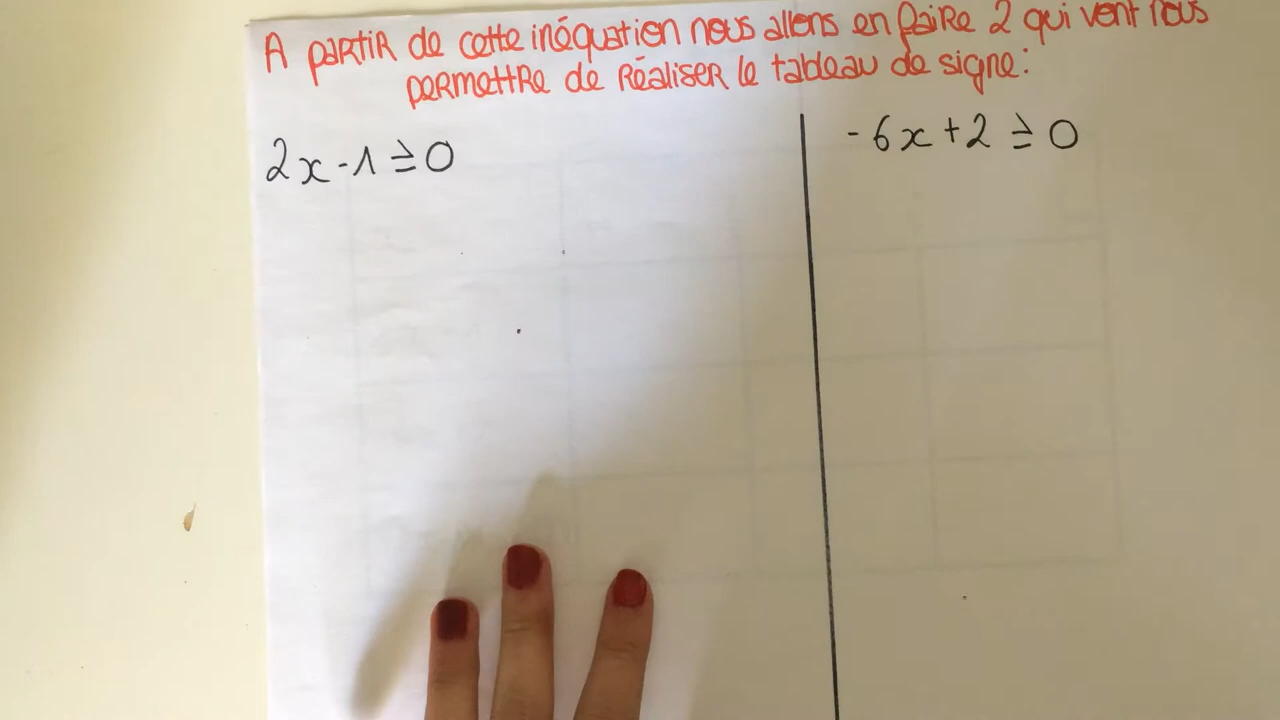 A partir de cette inéquation nous allons en faire 2 qui vont nous
permettre de réaliser le tableau de signe :
2x - 1 ≥ 0
- 6x + 2 ≥ 0